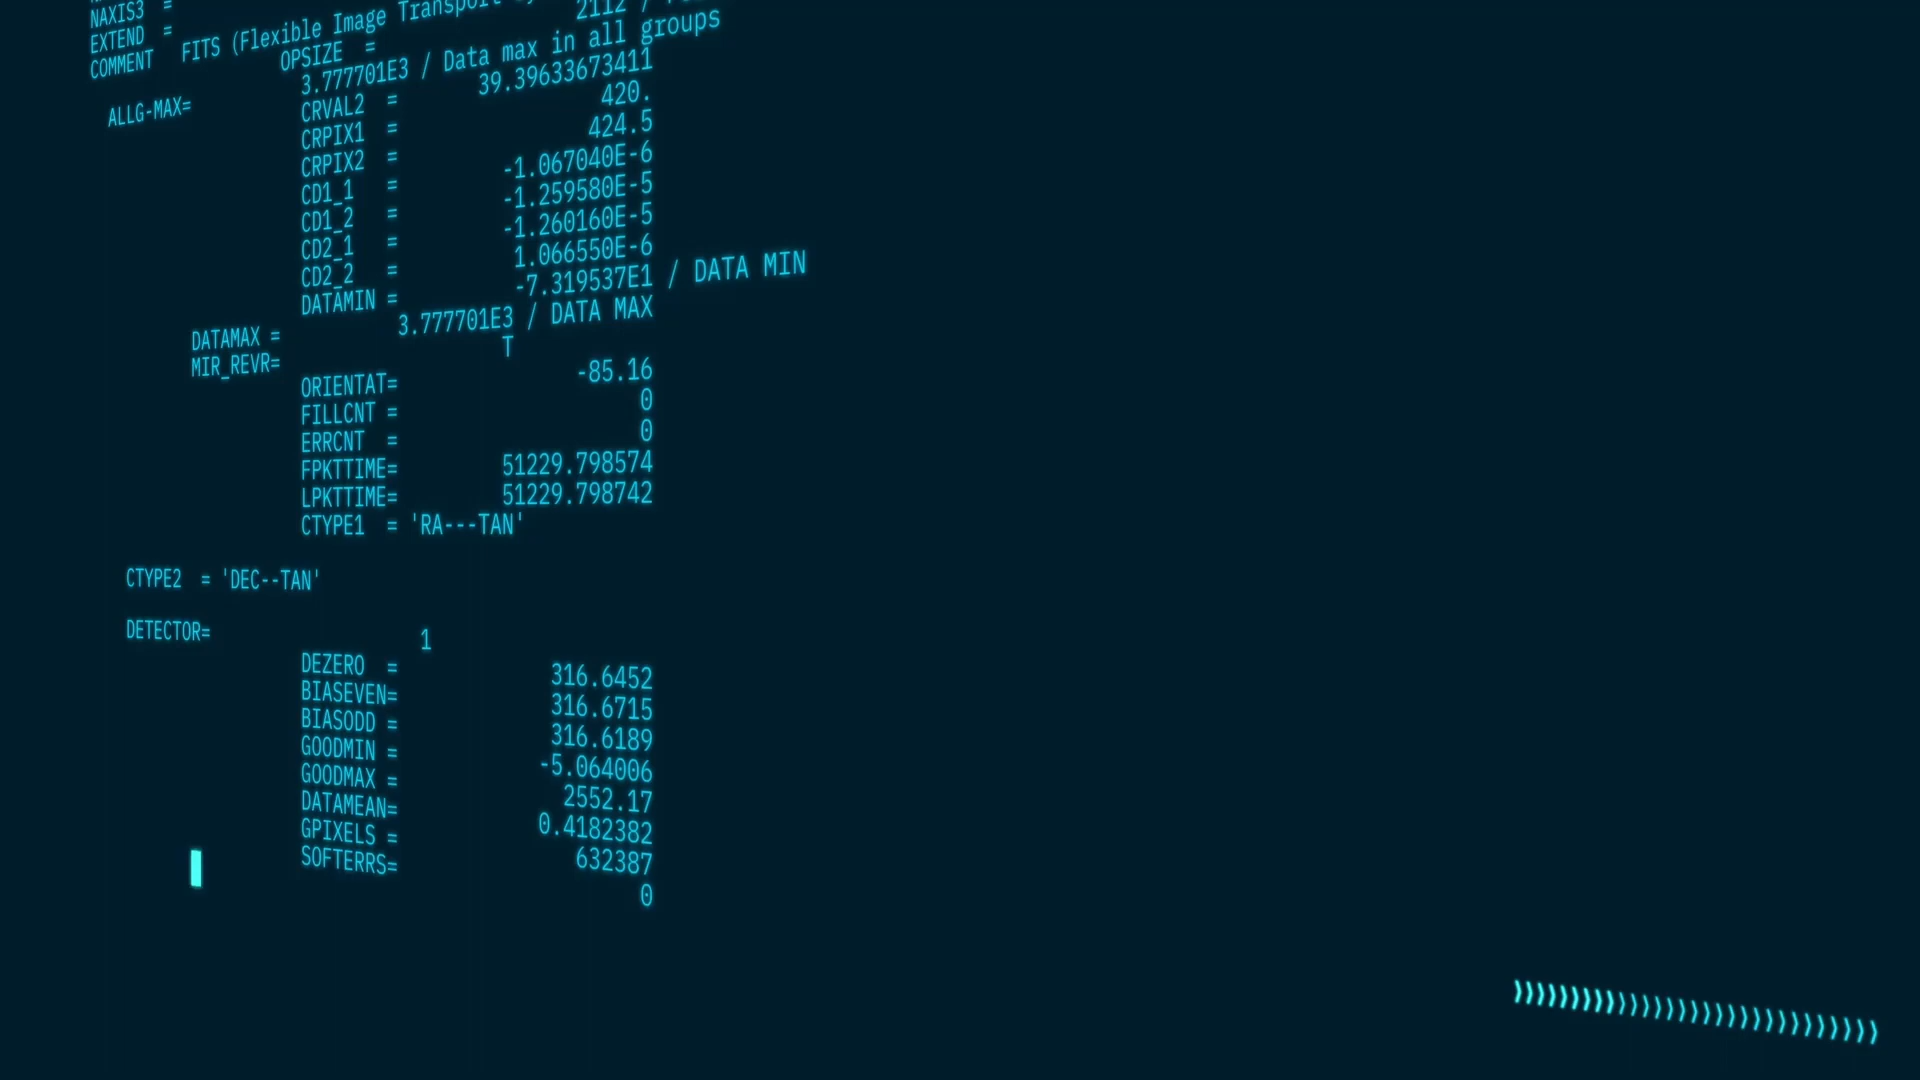 NAXIS3 =
EXTEND =
COMMENT FITS (Flexible Image Transport
OPSIZE = 2112 /
ALLG-MAX= 3.777701E3 / Data max in all groups
CRVAL2 = 39.39633673411
CRPIX1 = 420.
CRPIX2 = 424.5
CD1_1 = -1.067040E-6
CD1_2 = -1.259580E-5
CD2_1 = -1.260160E-5
CD2_2 = 1.066550E-6
DATAMIN = -7.319537E1 / DATA MIN
DATAMAX = 3.777701E3 / DATA MAX
MIR_REVR= T
ORIENTAT= -85.16
FILLCNT = 0
ERRCNT = 0
FPKTTIME= 51229.798574
LPKTTIME= 51229.798742
CTYPE1 = 'RA---TAN'
CTYPE2 = 'DEC--TAN'
DETECTOR= 1
DEZERO = 316.6452
BIASEVEN= 316.6715
BIASODD = 316.6189
GOODMIN = -5.064006
GOODMAX = 2552.17
DATAMEAN= 0.4182382
GPIXELS = 632387
SOFTERRS= 0
⟩⟩⟩⟩⟩⟩⟩⟩⟩⟩⟩⟩⟩⟩⟩⟩⟩⟩⟩⟩⟩⟩⟩⟩⟩⟩⟩⟩⟩⟩